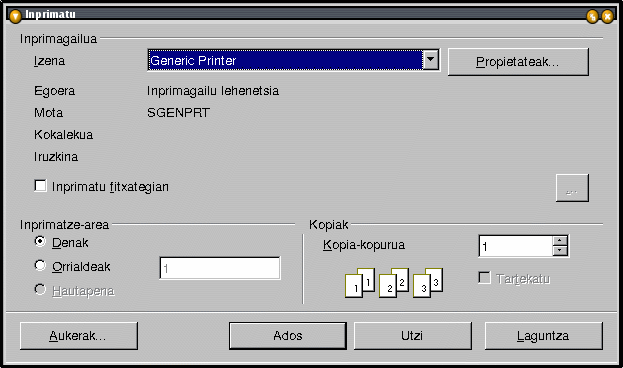 Inprimatu
Inprimagailua
Izena Generic Printer Propietateak...
Egoera Inprimagailu lehenetsia
Mota SGENPRT
Kokalekua
Iruzkina
Inprimatu fitxategian ...
Inprimatze-area Kopiak
Denak Kopia-kopurua 1
Orrialdeak 1
1 1 2 2 3 3 Tartekatu
Hautapena
Aukerak... Ados Utzi Laguntza